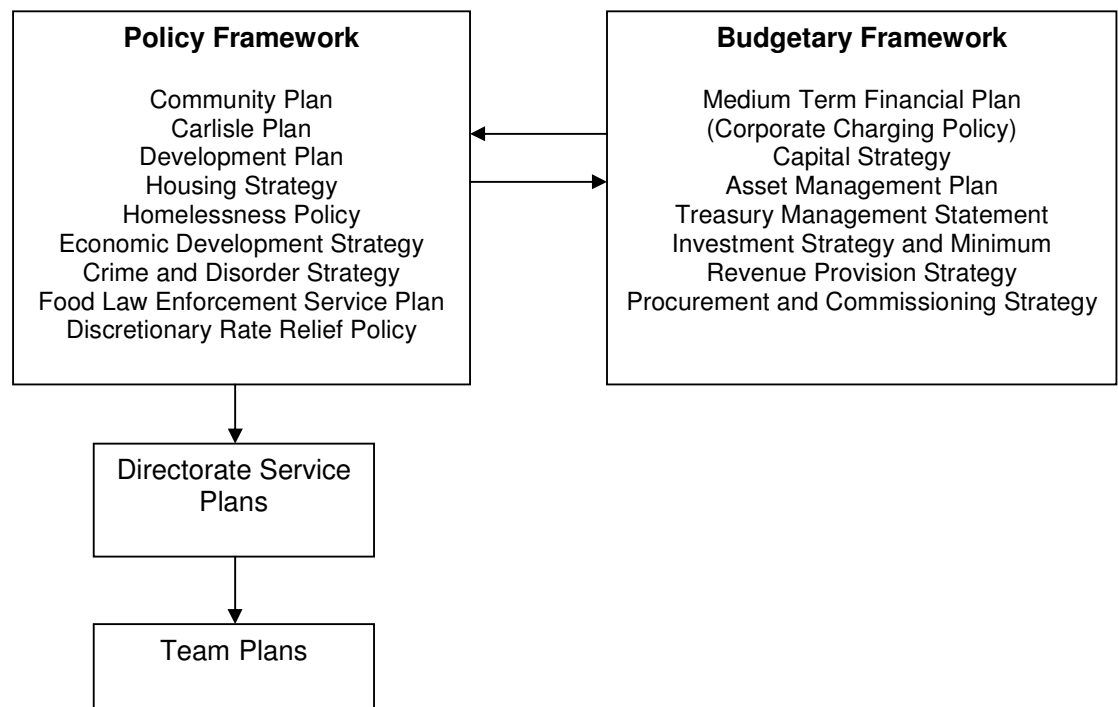 Policy Framework
Community Plan
Carlisle Plan
Development Plan
Housing Strategy
Homelessness Policy
Economic Development Strategy
Crime and Disorder Strategy
Food Law Enforcement Service Plan
Discretionary Rate Relief Policy
Budgetary Framework
Medium Term Financial Plan
(Corporate Charging Policy)
Capital Strategy
Asset Management Plan
Treasury Management Statement
Investment Strategy and Minimum
Revenue Provision Strategy
Procurement and Commissioning Strategy
Directorate Service
Plans
Team Plans